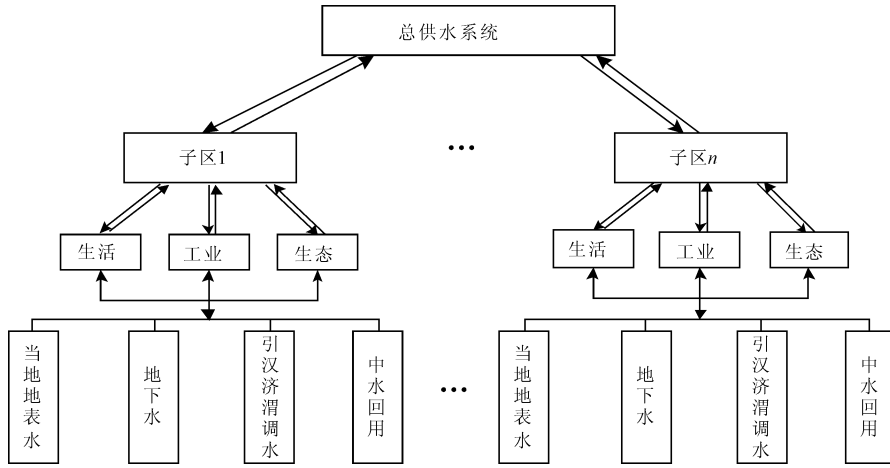 总供水系统
子区1
…
子区n
生活
工业
生态
生活
工业
生态
当地地表水
地下水
引汉济渭调水
中水回用
…
当地地表水
地下水
引汉济渭调水
中水回用